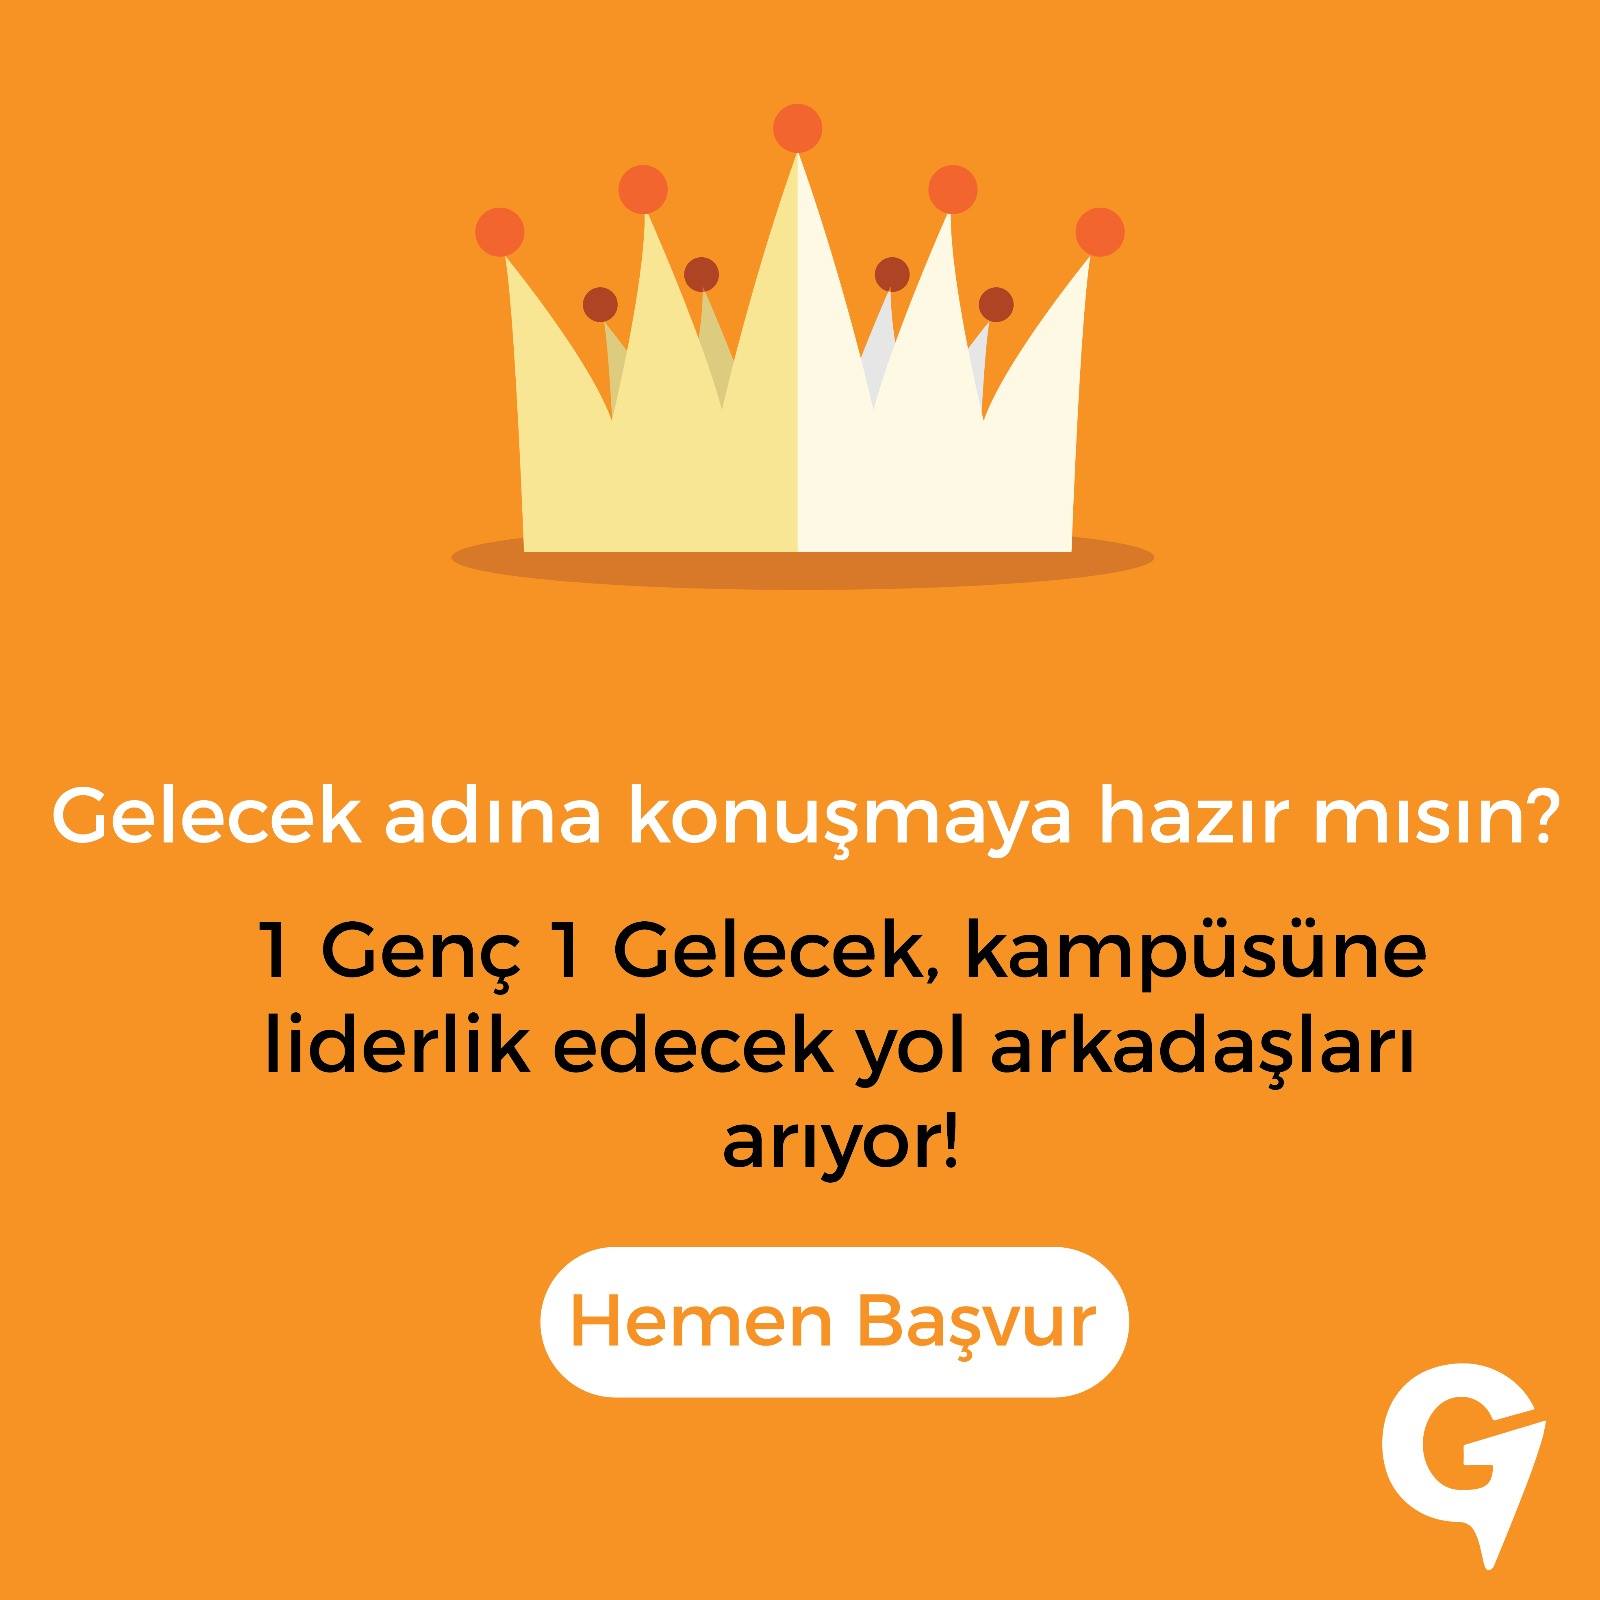 Gelecek adına konuşmaya hazır mısın?
1 Genç 1 Gelecek, kampüsüne
liderlik edecek yol arkadaşları
arıyor!
Hemen Başvur
G